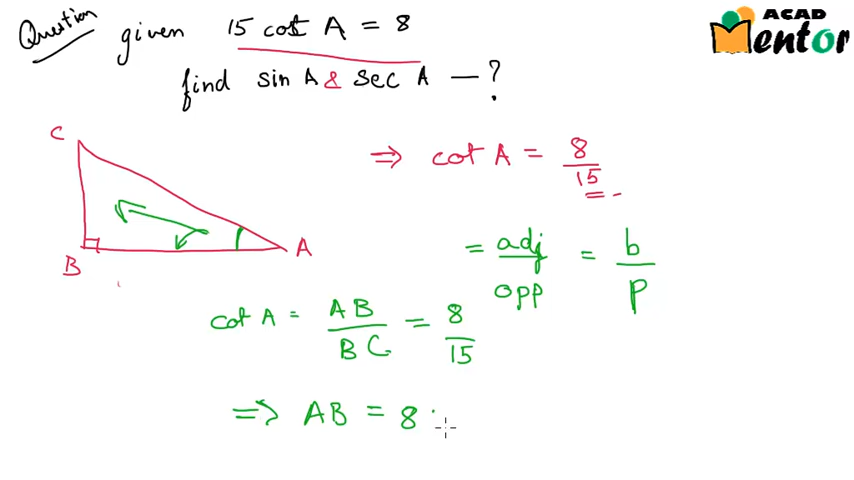 Question
given 15 cot A = 8
find sin A & sec A — ?
ACAD
Mentor
C
B
A
⇒ cot A = 8/15
= adj/opp = b/p
cot A = AB/BC = 8/15
⇒ AB = 8